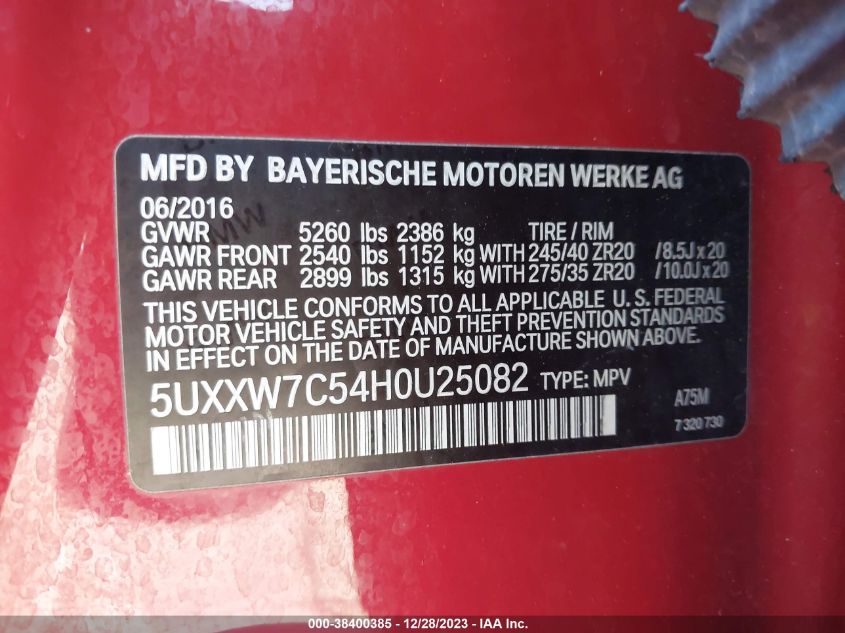 MFD BY BAYERISCHE MOTOREN WERKE AG
06/2016
GVWR 5260 lbs 2386 kg TIRE / RIM
GAWR FRONT 2540 lbs 1152 kg WITH 245/40 ZR20 /8.5J x 20
GAWR REAR 2899 lbs 1315 kg WITH 275/35 ZR20 /10.0J x 20
THIS VEHICLE CONFORMS TO ALL APPLICABLE U. S. FEDERAL
MOTOR VEHICLE SAFETY AND THEFT PREVENTION STANDARDS
IN EFFECT ON THE DATE OF MANUFACTURE SHOWN ABOVE.
5UXXW7C54H0U25082 TYPE: MPV
A75M
7 320 730
000-38400385 - 12/28/2023 - IAA Inc.